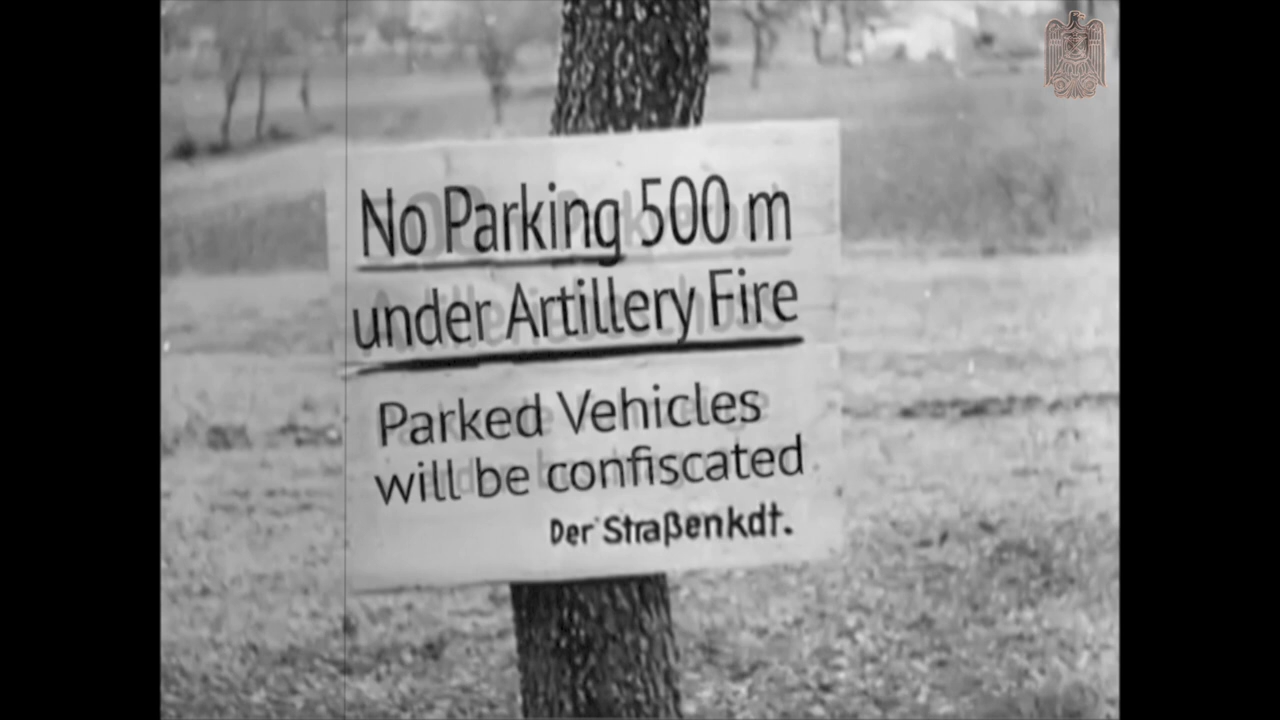 No Parking 500 m
under Artillery Fire
Parked Vehicles
will be confiscated
Der Straßenkdt.